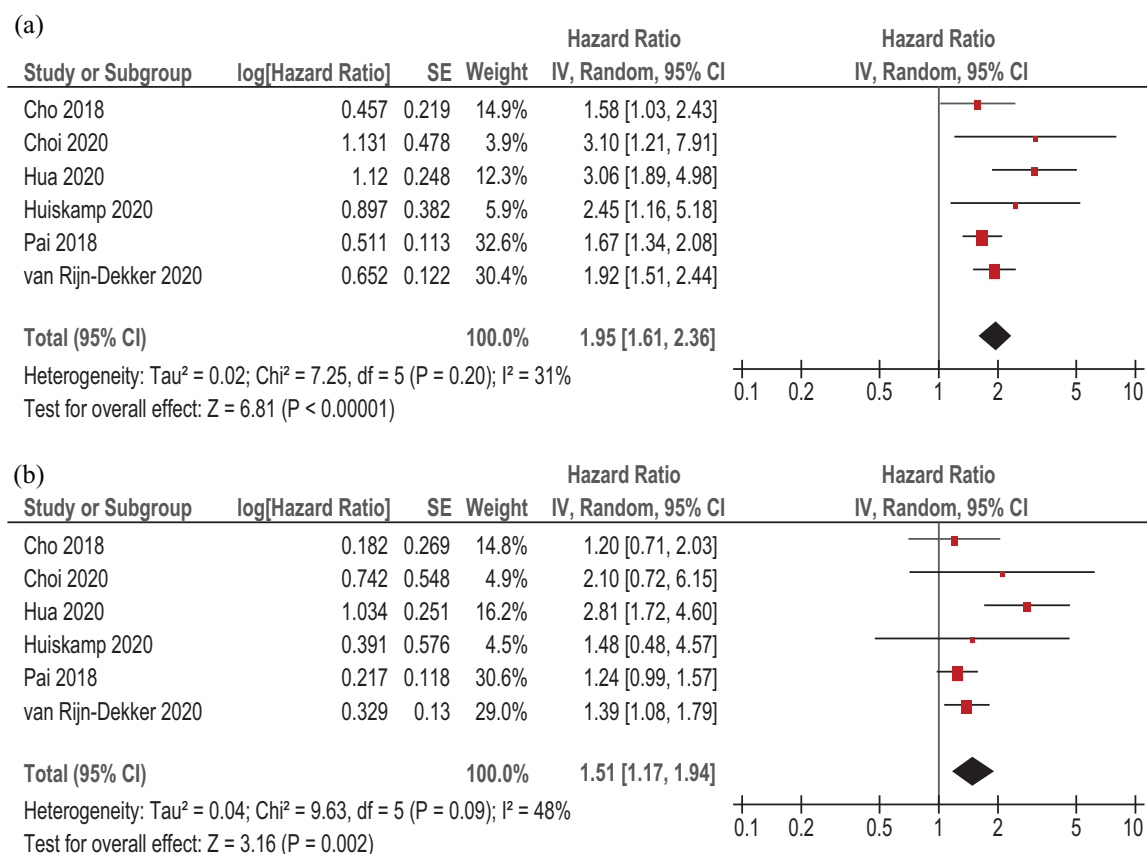 (a)
Hazard Ratio Hazard Ratio
Study or Subgroup log[Hazard Ratio] SE Weight IV, Random, 95% CI IV, Random, 95% CI
Cho 2018 0.457 0.219 14.9% 1.58 [1.03, 2.43]
Choi 2020 1.131 0.478 3.9% 3.10 [1.21, 7.91]
Hua 2020 1.12 0.248 12.3% 3.06 [1.89, 4.98]
Huiskamp 2020 0.897 0.382 5.9% 2.45 [1.16, 5.18]
Pai 2018 0.511 0.113 32.6% 1.67 [1.34, 2.08]
van Rijn-Dekker 2020 0.652 0.122 30.4% 1.92 [1.51, 2.44]
Total (95% CI) 100.0% 1.95 [1.61, 2.36]
Heterogeneity: Tau² = 0.02; Chi² = 7.25, df = 5 (P = 0.20); I² = 31%
Test for overall effect: Z = 6.81 (P < 0.00001)
0.1 0.2 0.5 1 2 5 10
(b)
Hazard Ratio Hazard Ratio
Study or Subgroup log[Hazard Ratio] SE Weight IV, Random, 95% CI IV, Random, 95% CI
Cho 2018 0.182 0.269 14.8% 1.20 [0.71, 2.03]
Choi 2020 0.742 0.548 4.9% 2.10 [0.72, 6.15]
Hua 2020 1.034 0.251 16.2% 2.81 [1.72, 4.60]
Huiskamp 2020 0.391 0.576 4.5% 1.48 [0.48, 4.57]
Pai 2018 0.217 0.118 30.6% 1.24 [0.99, 1.57]
van Rijn-Dekker 2020 0.329 0.13 29.0% 1.39 [1.08, 1.79]
Total (95% CI) 100.0% 1.51 [1.17, 1.94]
Heterogeneity: Tau² = 0.04; Chi² = 9.63, df = 5 (P = 0.09); I² = 48%
Test for overall effect: Z = 3.16 (P = 0.002)
0.1 0.2 0.5 1 2 5 10